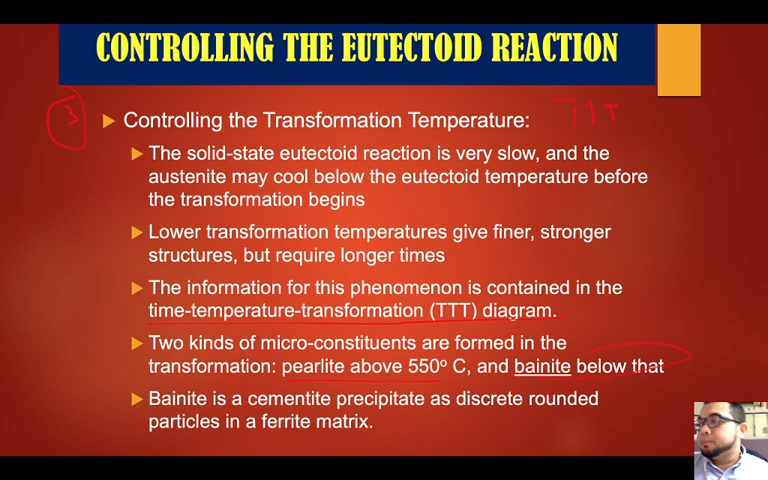 CONTROLLING THE EUTECTOID REACTION
3
Controlling the Transformation Temperature:
TTT
The solid-state eutectoid reaction is very slow, and the
austenite may cool below the eutectoid temperature before
the transformation begins
Lower transformation temperatures give finer, stronger
structures, but require longer times
The information for this phenomenon is contained in the
time-temperature-transformation (TTT) diagram.
Two kinds of micro-constituents are formed in the
transformation: pearlite above 550º C, and bainite below that
Bainite is a cementite precipitate as discrete rounded
particles in a ferrite matrix.